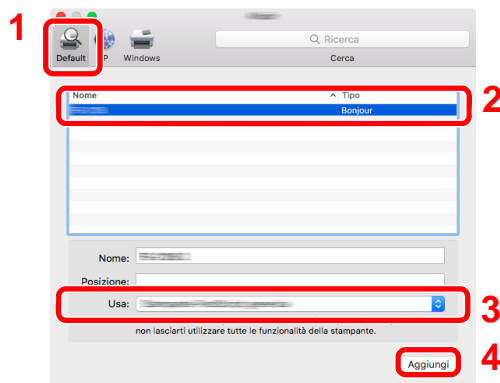 1
Ricerca
Default P Windows Cerca
2
Nome Tipo
Bonjour
Nome:
Posizione:
Usa:
3
non lasciarti utilizzare tutte le funzionalità della stampante.
Aggiungi
4